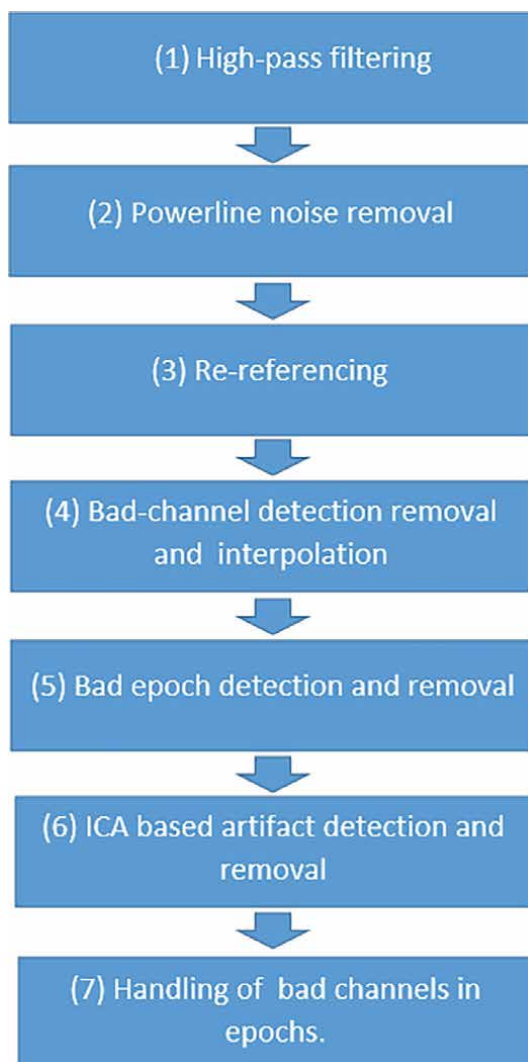 (1) High-pass filtering
(2) Powerline noise removal
(3) Re-referencing
(4) Bad-channel detection removal
and interpolation
(5) Bad epoch detection and removal
(6) ICA based artifact detection and
removal
(7) Handling of bad channels in
epochs.